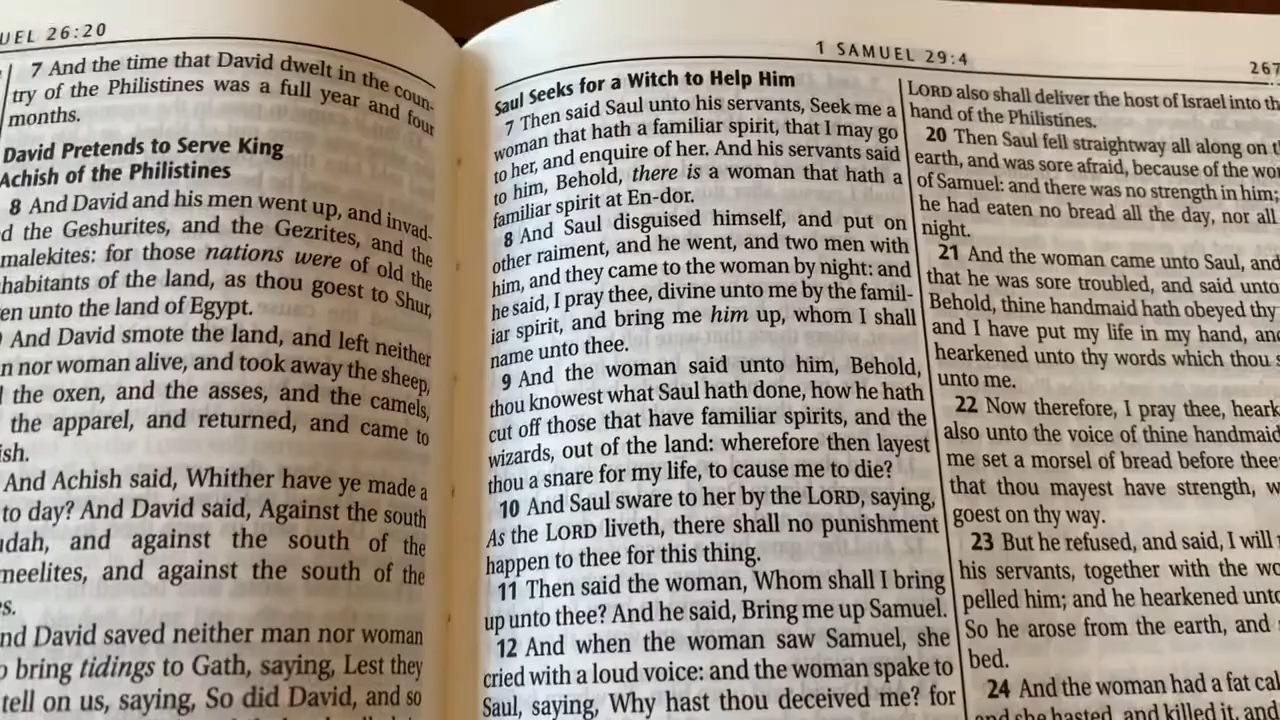 UEL 26:20
7 And the time that David dwelt in the coun-
try of the Philistines was a full year and four
months.
David Pretends to Serve King
Achish of the Philistines
8 And David and his men went up, and invad-
d the Geshurites, and the Gezrites, and the
malekites: for those nations were of old the
habitants of the land, as thou goest to Shur,
en unto the land of Egypt.
And David smote the land, and left neither
n nor woman alive, and took away the sheep,
the oxen, and the asses, and the camels,
the apparel, and returned, and came to
ish.
And Achish said, Whither have ye made a
to day? And David said, Against the south
udah, and against the south of the
meelites, and against the south of the
s.
nd David saved neither man nor woman
bring tidings to Gath, saying, Lest they
tell on us, saying, So did David, and so
1 SAMUEL 29:4
267
Saul Seeks for a Witch to Help Him
7 Then said Saul unto his servants, Seek me a
woman that hath a familiar spirit, that I may go
to her, and enquire of her. And his servants said
to him, Behold, there is a woman that hath a
familiar spirit at En-dor.
8 And Saul disguised himself, and put on
other raiment, and he went, and two men with
him, and they came to the woman by night: and
he said, I pray thee, divine unto me by the famil-
iar spirit, and bring me him up, whom I shall
name unto thee.
9 And the woman said unto him, Behold,
thou knowest what Saul hath done, how he hath
cut off those that have familiar spirits, and the
wizards, out of the land: wherefore then layest
thou a snare for my life, to cause me to die?
10 And Saul sware to her by the LORD, saying,
As the LORD liveth, there shall no punishment
happen to thee for this thing.
11 Then said the woman, Whom shall I bring
up unto thee? And he said, Bring me up Samuel.
12 And when the woman saw Samuel, she
cried with a loud voice: and the woman spake to
Saul, saying, Why hast thou deceived me? for
LORD also shall deliver the host of Israel into th
hand of the Philistines.
20 Then Saul fell straightway all along on t
earth, and was sore afraid, because of the wor
of Samuel: and there was no strength in him;
he had eaten no bread all the day, nor all
night.
21 And the woman came unto Saul, and
that he was sore troubled, and said unto
Behold, thine handmaid hath obeyed thy
and I have put my life in my hand, and
hearkened unto thy words which thou s
unto me.
22 Now therefore, I pray thee, heark
also unto the voice of thine handmaid
me set a morsel of bread before thee
that thou mayest have strength, w
goest on thy way.
23 But he refused, and said, I will
his servants, together with the wo
pelled him; and he hearkened unto
So he arose from the earth, and
bed.
24 And the woman had a fat cal
and she hasted, and killed it, and